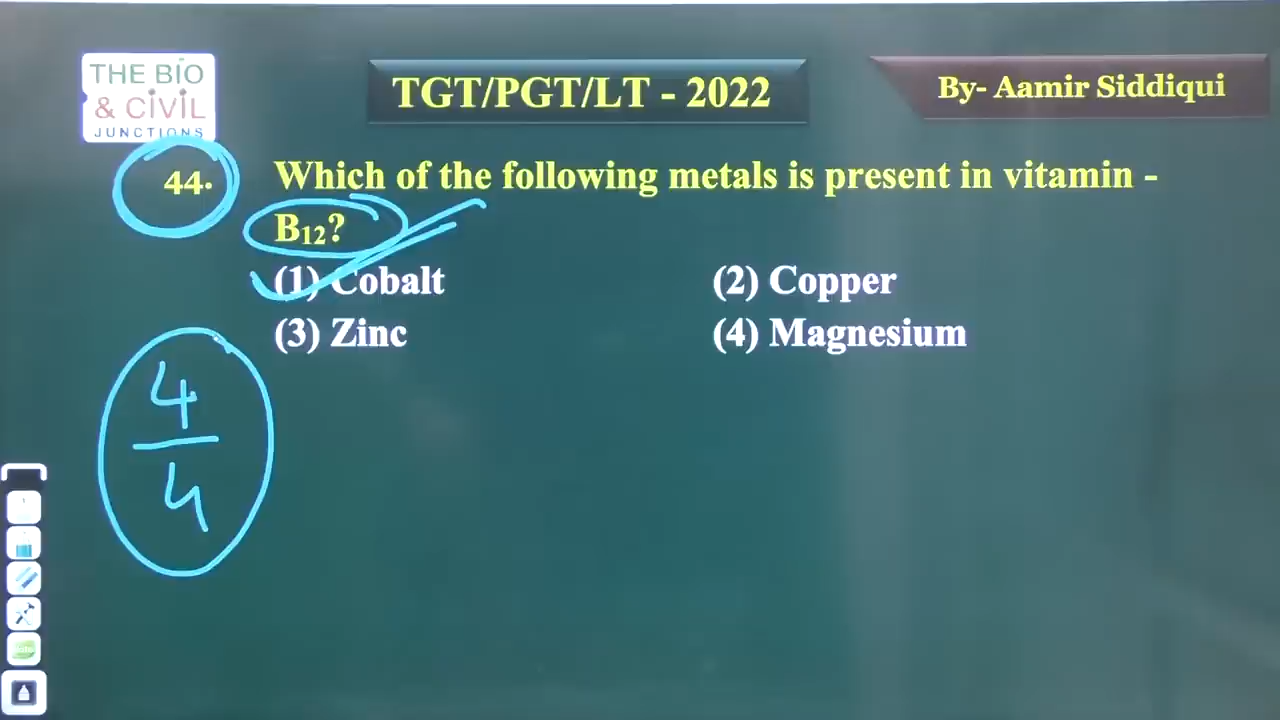 THE BIO
& CIVIL
JUNCTIONS
TGT/PGT/LT - 2022
By- Aamir Siddiqui
44. Which of the following metals is present in vitamin -
B₁₂?
(1) Cobalt (2) Copper
(3) Zinc (4) Magnesium
4
4